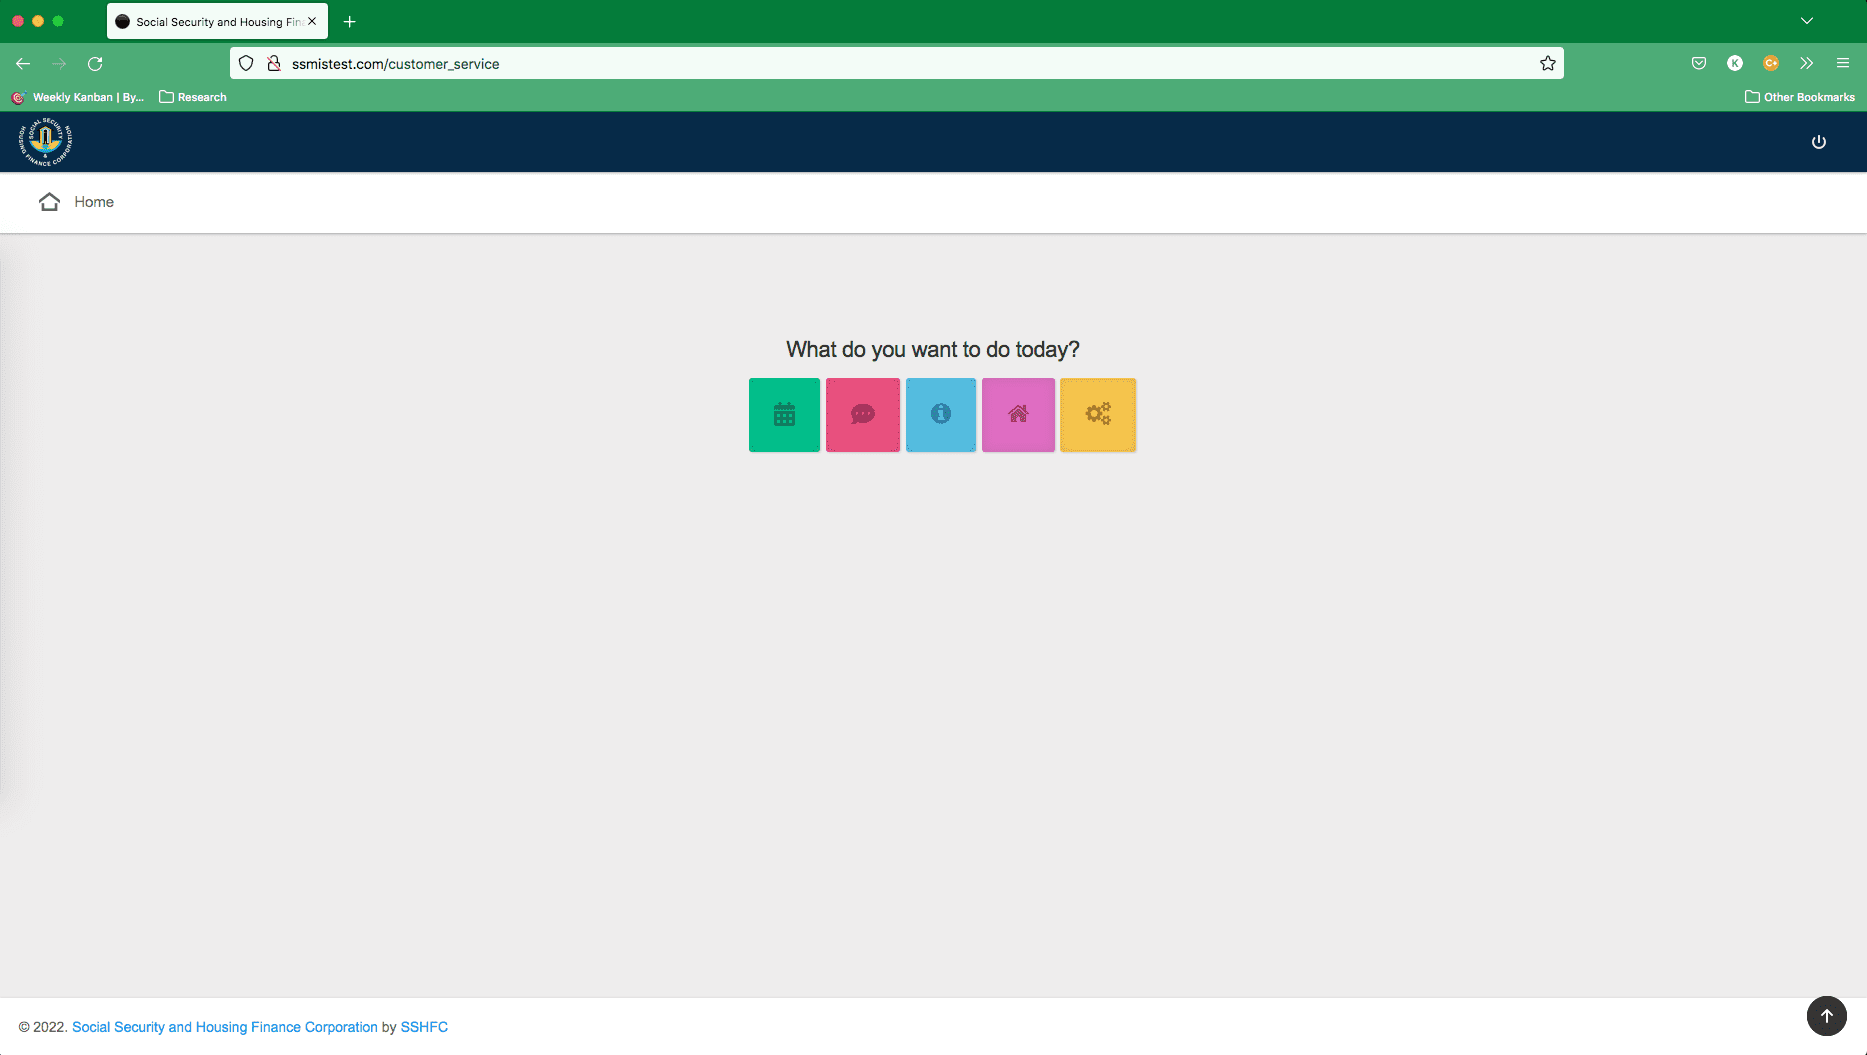 Social Security and Housing Fin
ssmistest.com/customer_service
K
C+
Weekly Kanban | By...
Research
Other Bookmarks
SOCIAL SECURITY
&
HOUSING FINANCE CORPORATION
Home
What do you want to do today?
© 2022. Social Security and Housing Finance Corporation by SSHFC